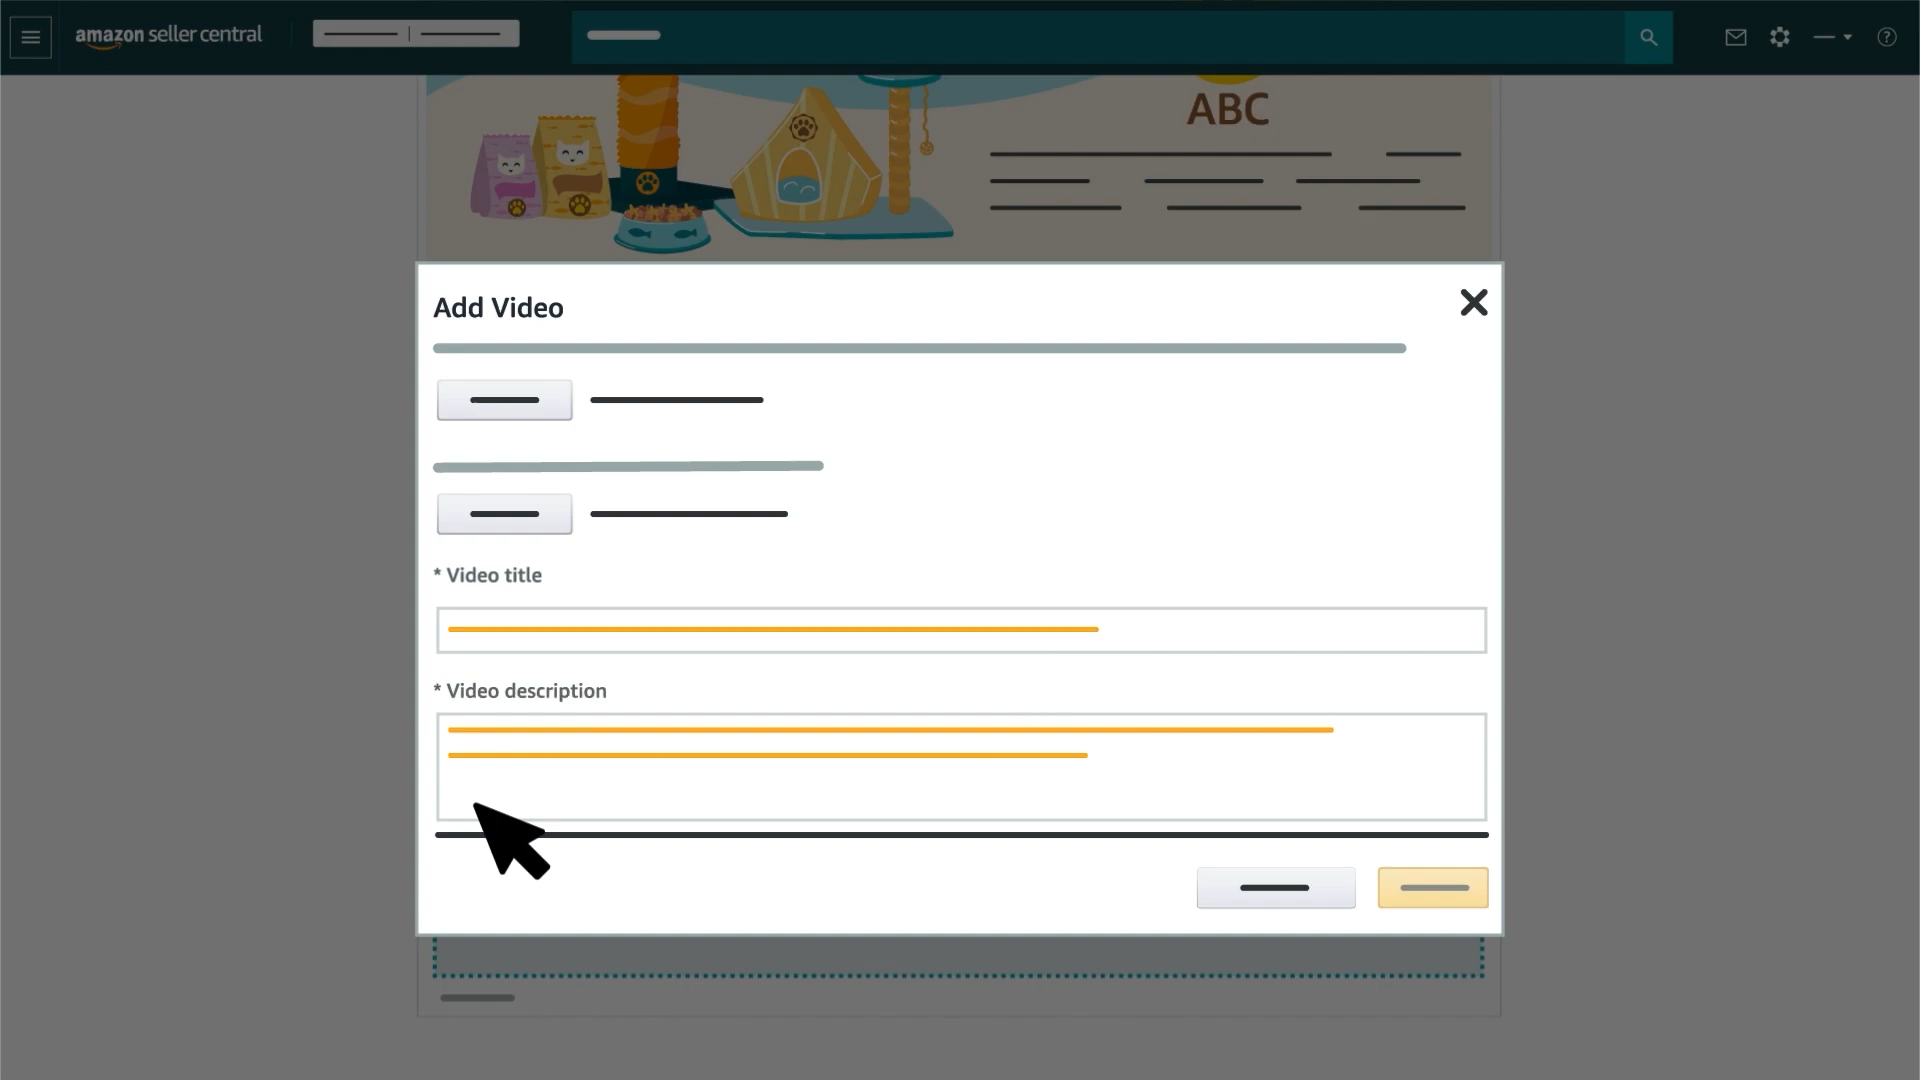 amazon seller central
ABC
Add Video
* Video title
* Video description